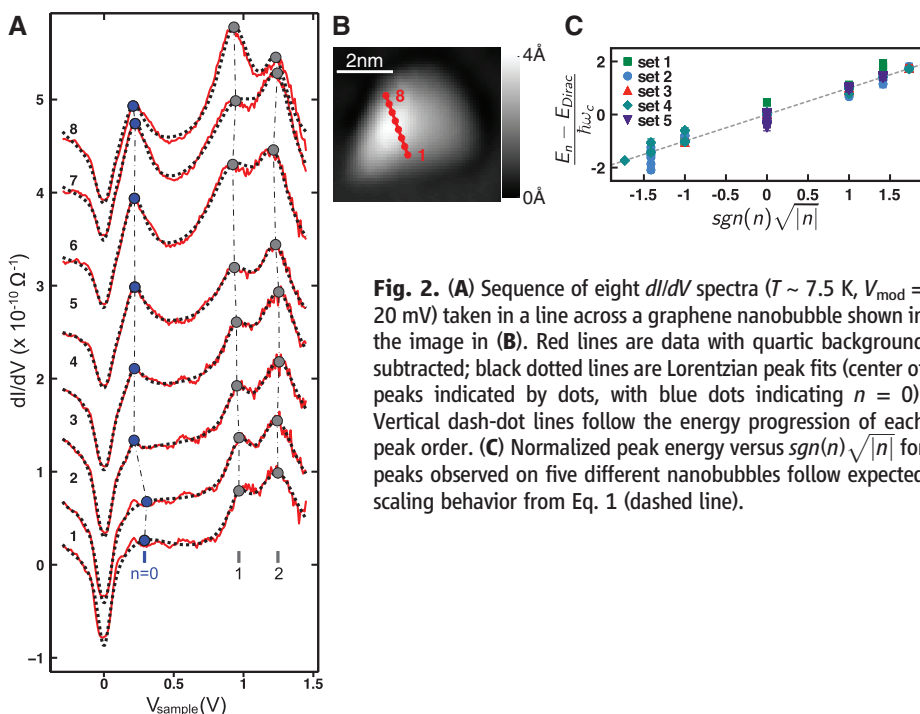 A
B
C
8
7
6
5
4
3
2
1
5
4
3
2
1
0
−1
dI/dV (x 10⁻¹⁰ Ω⁻¹)
n=0
1
2
0
0.5
1
1.5
V_sample(V)
2nm
8
1
4Å
0Å
set 1
set 2
set 3
set 4
set 5
E_n − E_Dirac
ħω_c
2
0
-2
-1.5
-1
-0.5
0
0.5
1
1.5
sgn(n)√|n|
Fig. 2. (A) Sequence of eight dI/dV spectra (T ~ 7.5 K, V_mod =
20 mV) taken in a line across a graphene nanobubble shown in
the image in (B). Red lines are data with quartic background
subtracted; black dotted lines are Lorentzian peak fits (center of
peaks indicated by dots, with blue dots indicating n = 0)
Vertical dash-dot lines follow the energy progression of each
peak order. (C) Normalized peak energy versus sgn(n)√|n| for
peaks observed on five different nanobubbles follow expected
scaling behavior from Eq. 1 (dashed line).